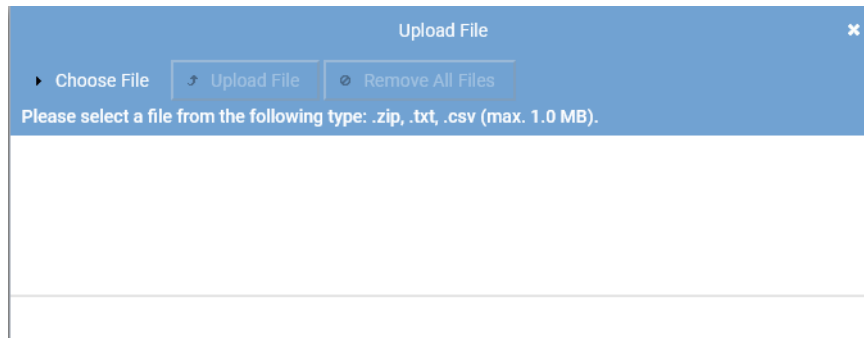 Upload File
Choose File Upload File Remove All Files
Please select a file from the following type: .zip, .txt, .csv (max. 1.0 MB).